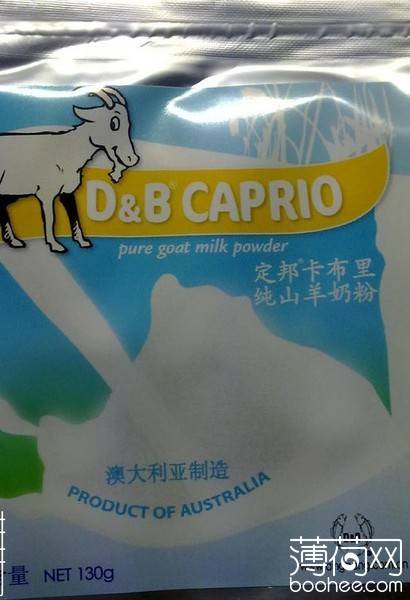 D&B® CAPRIO
pure goat milk powder
定邦®卡布里
纯山羊奶粉
澳大利亚制造
PRODUCT OF AUSTRALIA
D&D
量 NET 130g
薄荷网
boohee.com